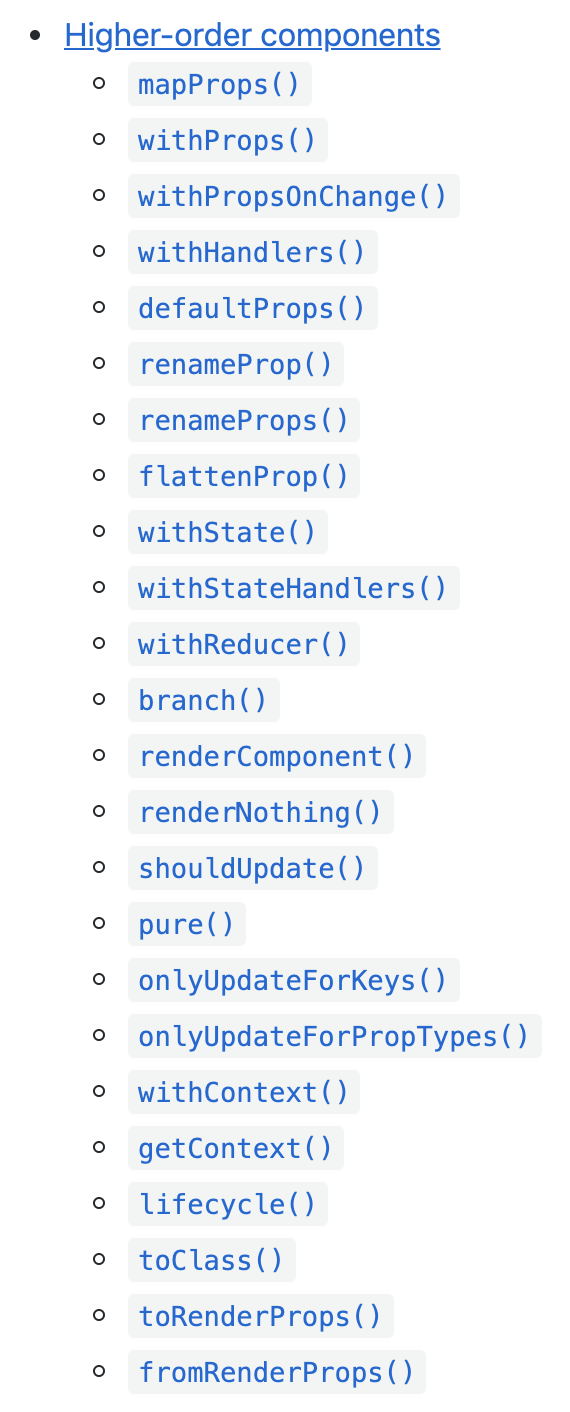 Higher-order components
mapProps()
withProps()
withPropsOnChange()
withHandlers()
defaultProps()
renameProp()
renameProps()
flattenProp()
withState()
withStateHandlers()
withReducer()
branch()
renderComponent()
renderNothing()
shouldUpdate()
pure()
onlyUpdateForKeys()
onlyUpdateForPropTypes()
withContext()
getContext()
lifecycle()
toClass()
toRenderProps()
fromRenderProps()